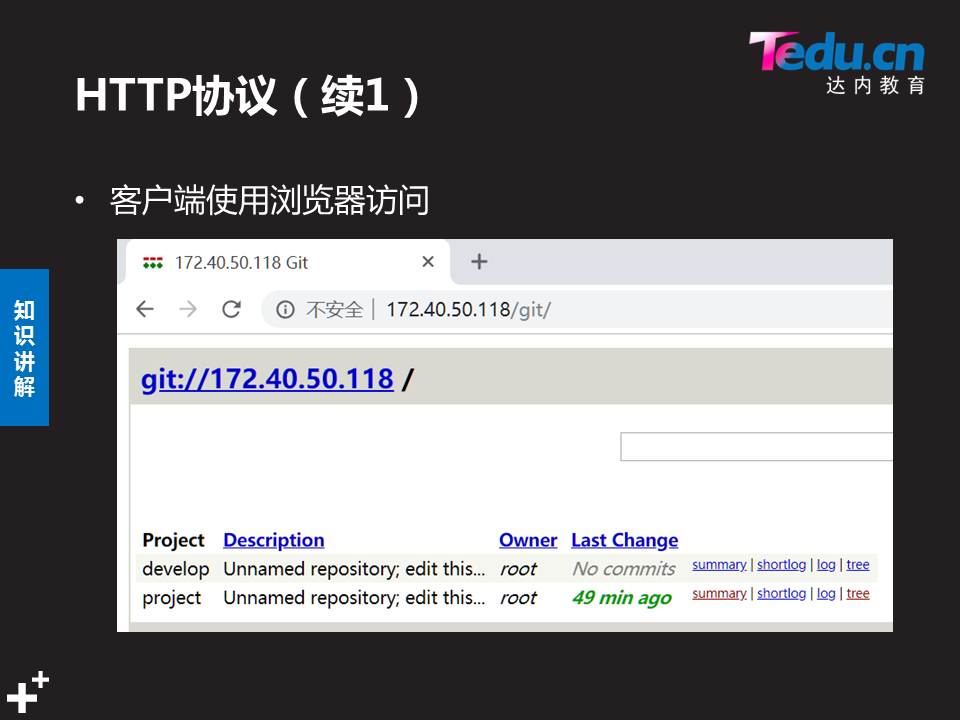 Tedu.cn
达内教育
HTTP协议（续1）
• 客户端使用浏览器访问
知识讲解
172.40.50.118 Git
不安全 | 172.40.50.118/git/
git://172.40.50.118 /
Project Description Owner Last Change
develop Unnamed repository; edit this... root No commits summary | shortlog | log | tree
project Unnamed repository; edit this... root 49 min ago summary | shortlog | log | tree